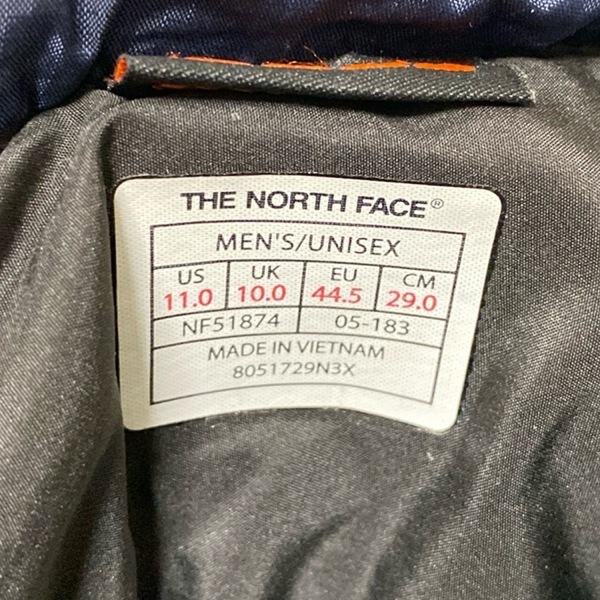 THE NORTH FACE®
MEN'S/UNISEX
US UK EU CM
11.0 10.0 44.5 29.0
NF51874 05-183
MADE IN VIETNAM
8051729N3X